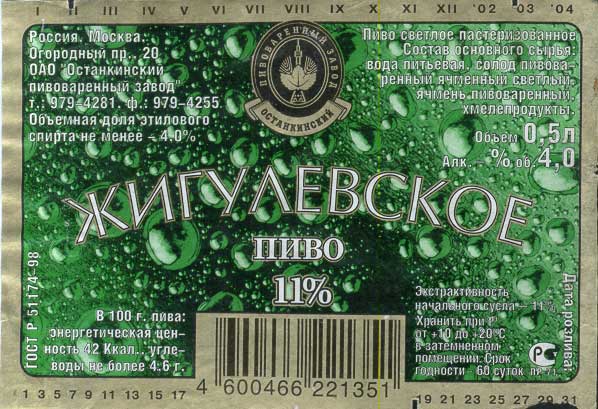 I II III IV V VI VII VIII IX X XI XII '02 '03 '04
Россия. Москва.
Огородный пр., 20
ОАО "Останкинский
пивоваренный завод"
т.: 979-4281. ф.: 979-4255
Объемная доля этилового
спирта не менее - 4,0%
ПИВОВАРЕННЫЙ ЗАВОД
ОСТАНКИНСКИЙ
Пиво светлое пастеризованное
Состав основного сырья:
вода питьевая, солод пивова-
ренный ячменный светлый,
ячмень пивоваренный,
хмелепродукты.
Объем 0,5л
Алк. - % об. 4,0
ЖИГУЛЕВСКОЕ
ПИВО
11%
ГОСТ Р 51174-98
В 100 г. пива:
энергетическая цен-
ность 42 Ккал., угле-
воды не более 4.6 г.
4 600466 221351
Экстрактивность
начального сусла - 11%
Хранить при t°
от +10 до +20°С
в затемненном
помещении. Срок
годности - 60 суток
ПР-71
Дата розлива:
1 3 5 7 9 11 13 15 17
19 21 23 25 27 29 31